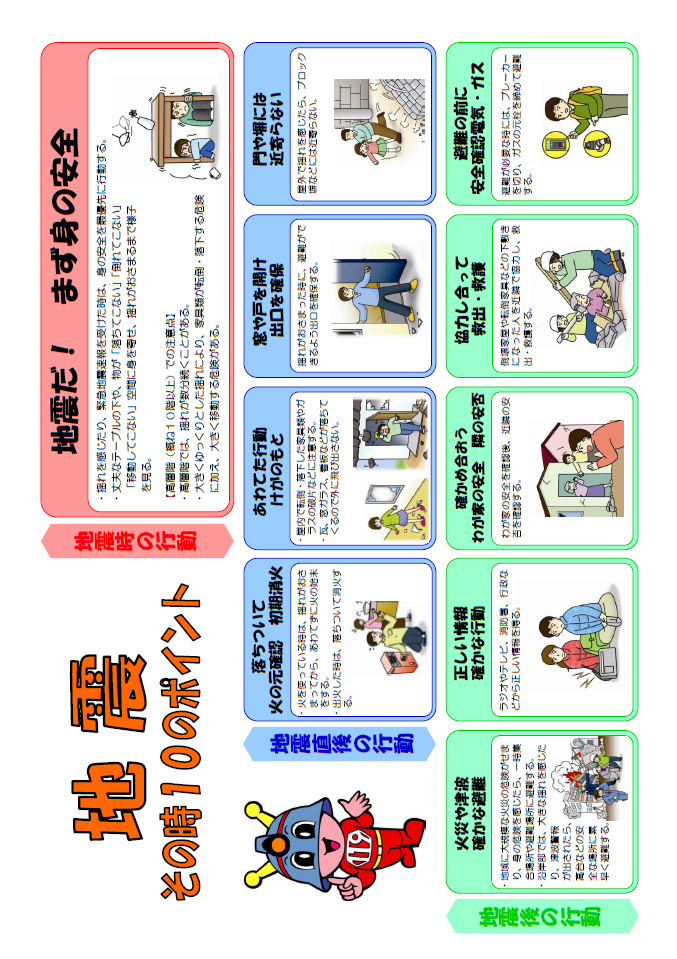 地震
その時10のポイント
地震時の行動
地震だ！ まず身の安全
・揺れを感じたり、緊急地震速報を受けた時は、身の安全を最優先に行動する。
・丈夫なテーブルの下や、物が「落ちてこない」「倒れてこない」
「移動してこない」空間に身を寄せ、揺れがおさまるまで様子
を見る。
【高層階（概ね10階以上）での注意点】
・高層階では、揺れが数分続くことがある。
・大きくゆっくりとした揺れにより、家具類が転倒・落下する危険
に加え、大きく移動する危険がある。
地震直後の行動
落ちついて
火の元確認 初期消火
・火を使っている時は、揺れがおさ
まってから、あわてずに火の始末
をする。
・出火した時は、落ちついて消火す
る。
あわてた行動
けがのもと
・屋内で転倒・落下した家具類やガ
ラスの破片などに注意する。
・瓦、窓ガラス、看板などが落ちて
くるので外に飛び出さない。
窓や戸を開け
出口を確保
揺れがおさまった時に、避難がで
きるよう出口を確保する。
門や塀には
近寄らない
屋外で揺れを感じたら、ブロック
塀などには近寄らない。
119
地震後の行動
火災や津波
確かな避難
・地域に大規模な火災の危険がせま
り、身の危険を感じたら、一時集
合場所や避難場所に避難する。
・沿岸部では、大きな揺れを感じた
り、津波警報
が出されたら、
高台などの安
全な場所に素
早く避難する。
正しい情報
確かな行動
ラジオやテレビ、消防署、行政な
どから正しい情報を得る。
確かめ合おう
わが家の安全 隣の安否
わが家の安全を確認後、近隣の安
否を確認する。
協力し合って
救出・救護
倒壊家屋や転倒家具などの下敷き
になった人を近隣で協力し、救
出・救護する。
避難の前に
安全確認電気・ガス
避難が必要な時には、ブレーカー
を切り、ガスの元栓を締めて避難
する。